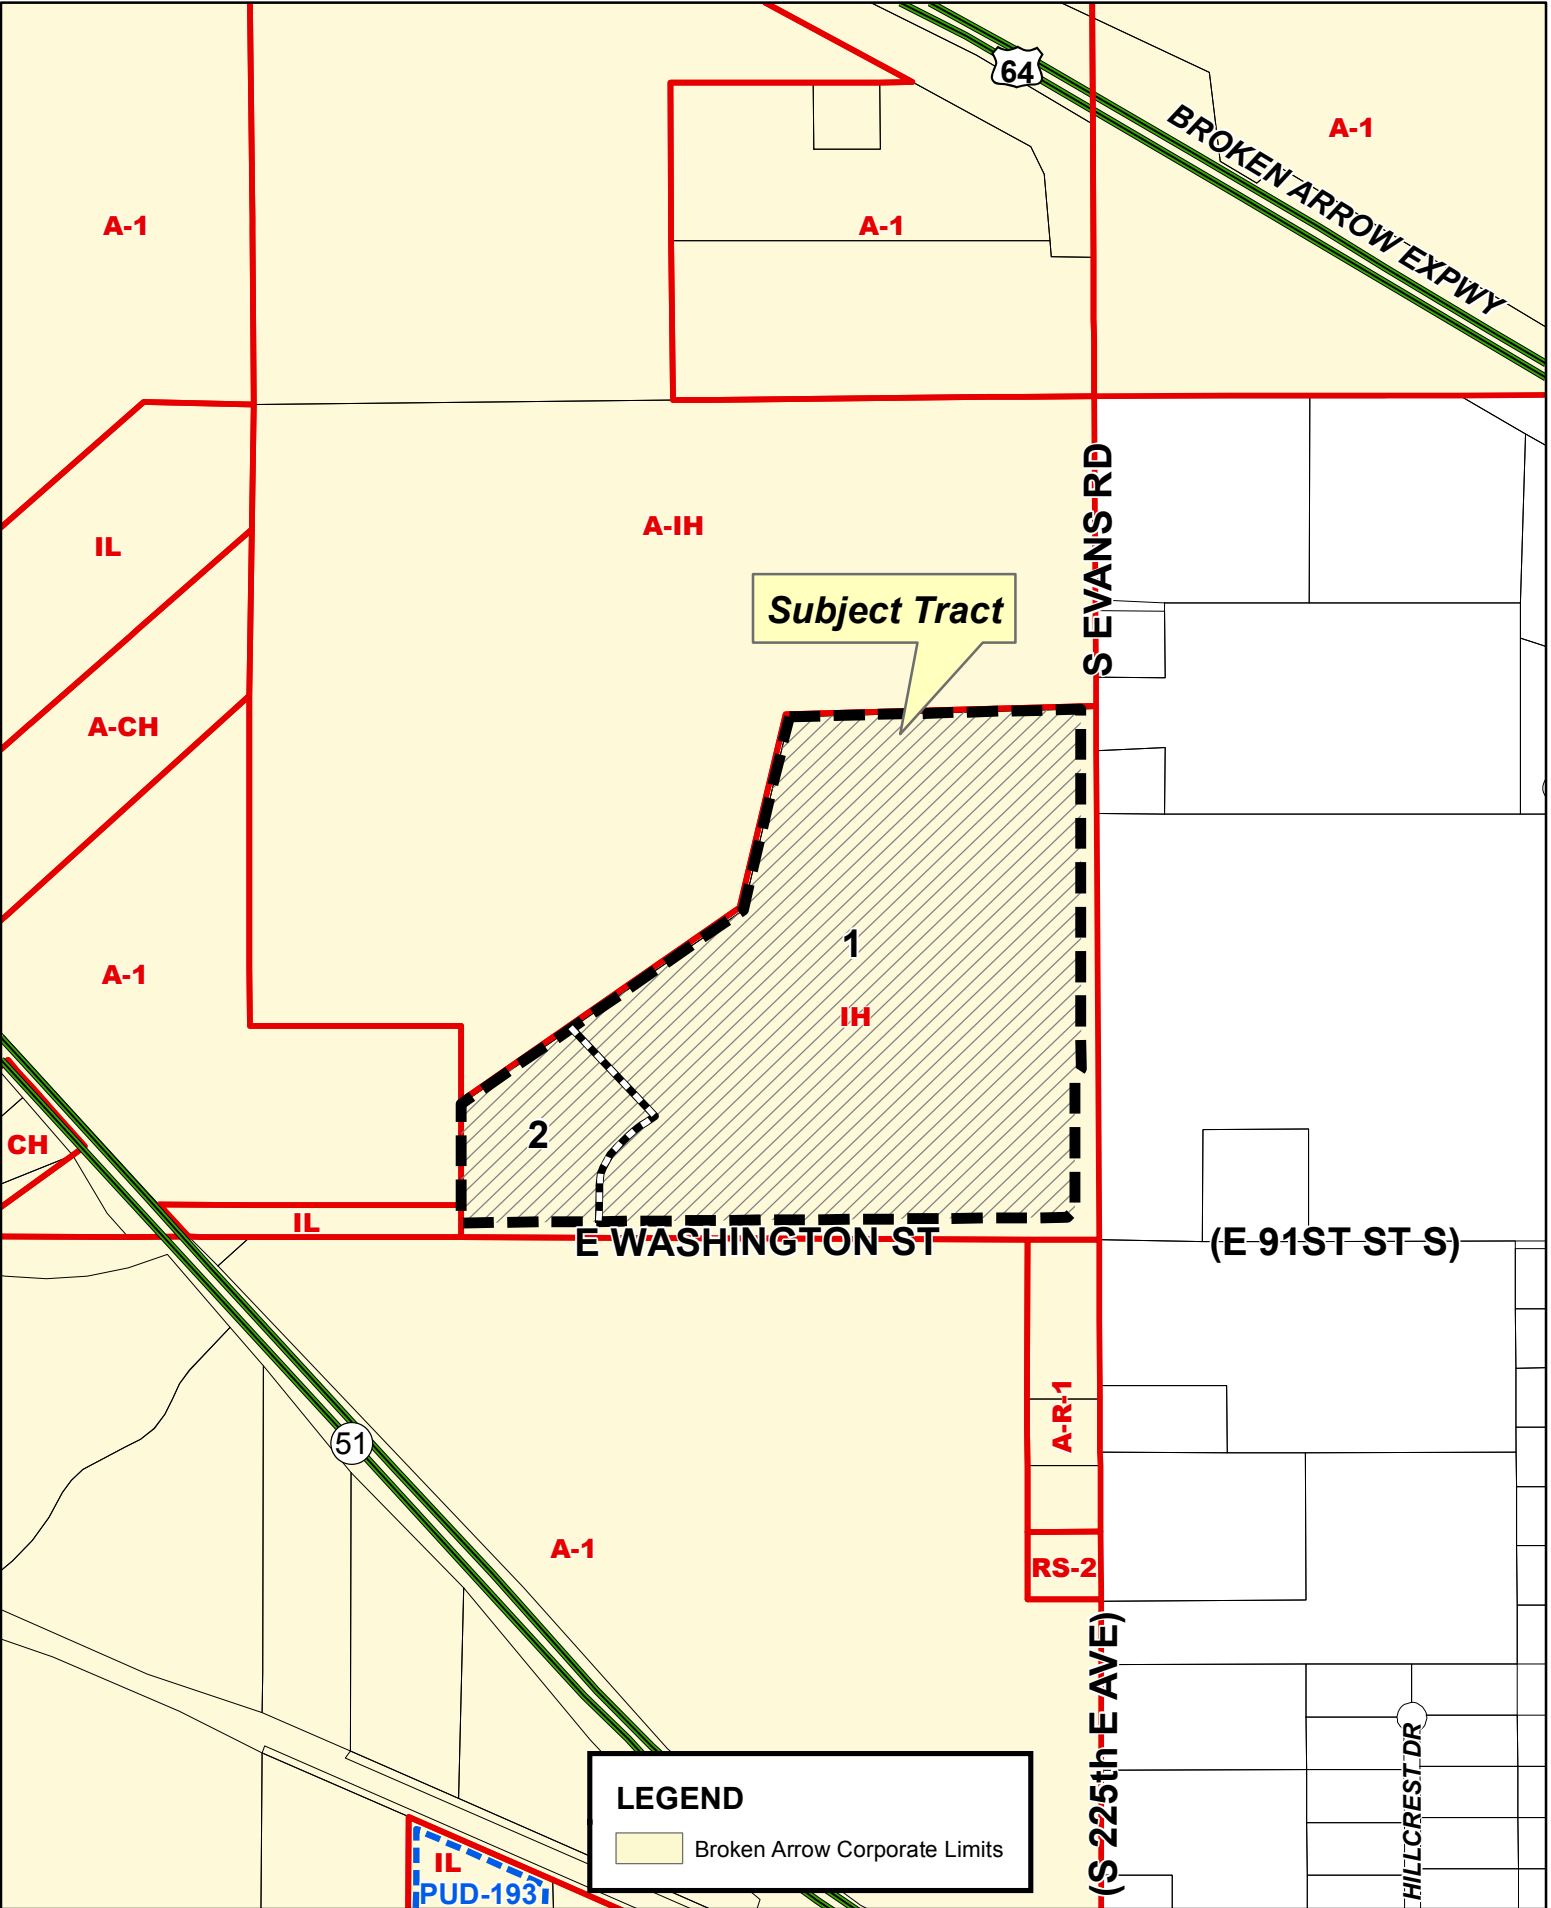 64
BROKEN ARROW EXPWY
A-1
A-1
A-1
S EVANS RD
A-IH
IL
Subject Tract
A-CH
1
A-1
IH
2
CH
IL
E WASHINGTON ST
(E 91ST ST S)
A-R-1
51
A-1
RS-2
(S 225th E AVE)
HILLCREST DR
LEGEND
Broken Arrow Corporate Limits
IL
PUD-193